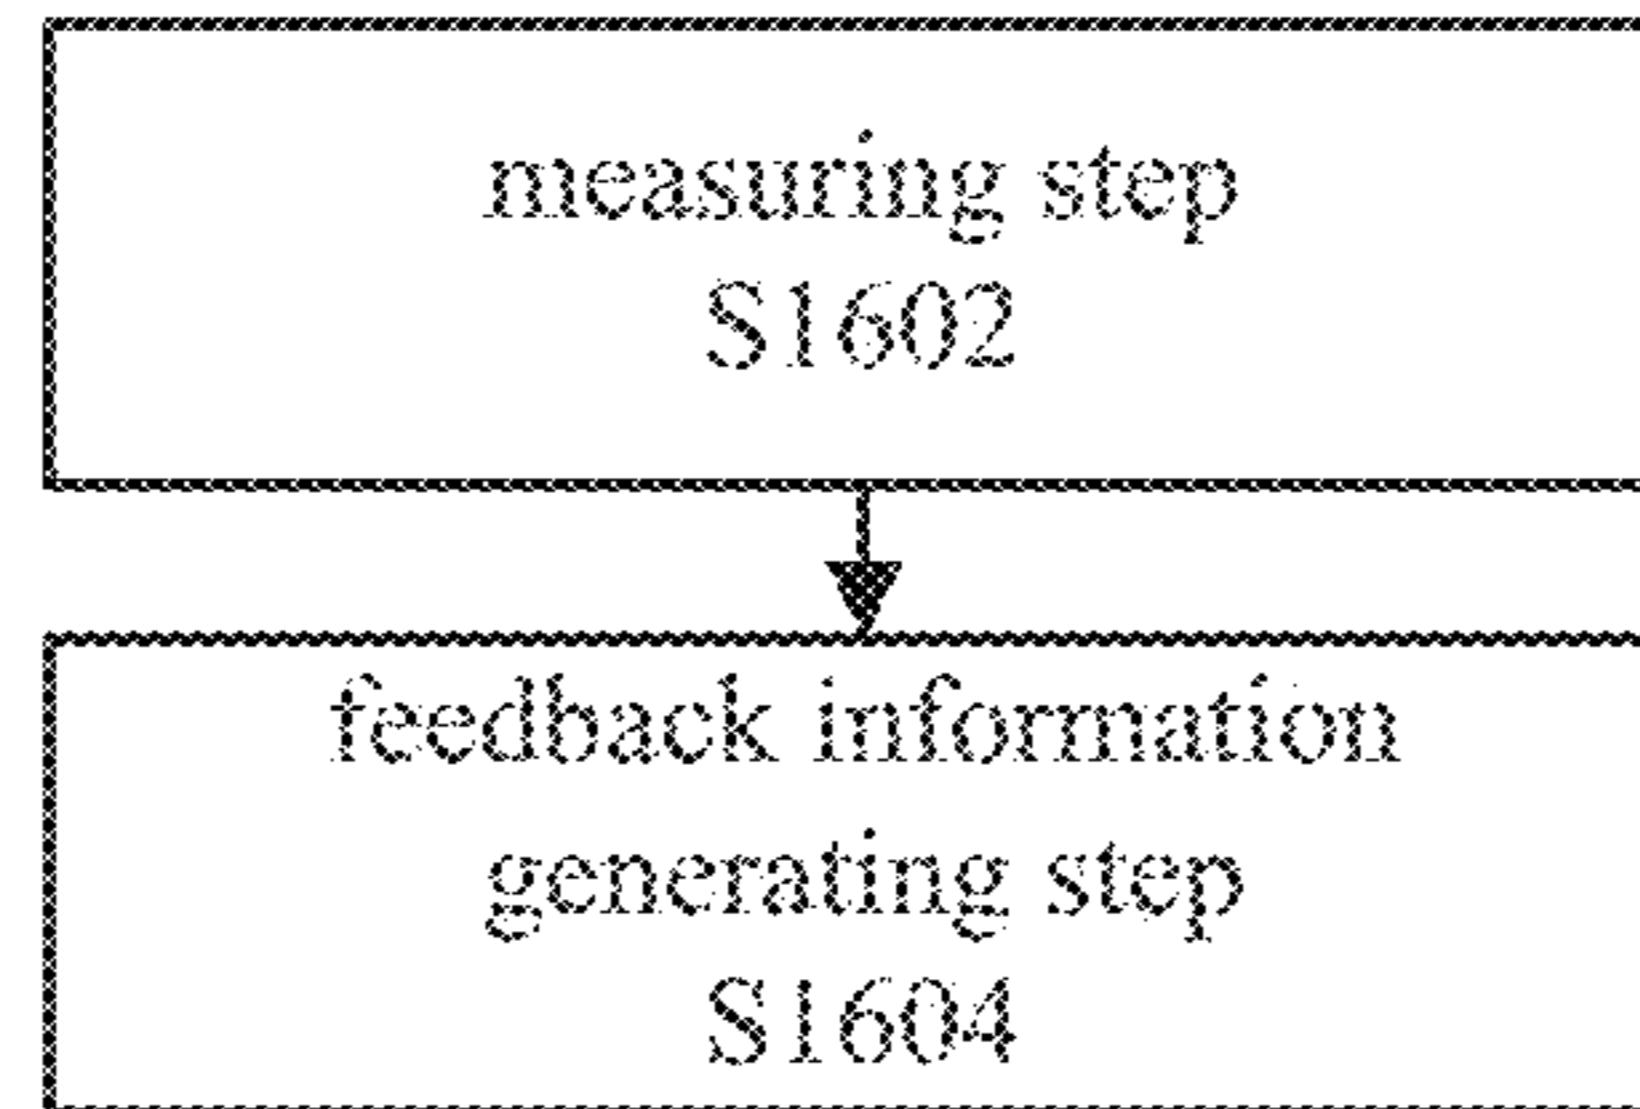 measuring step
S1602
feedback information
generating step
S1604